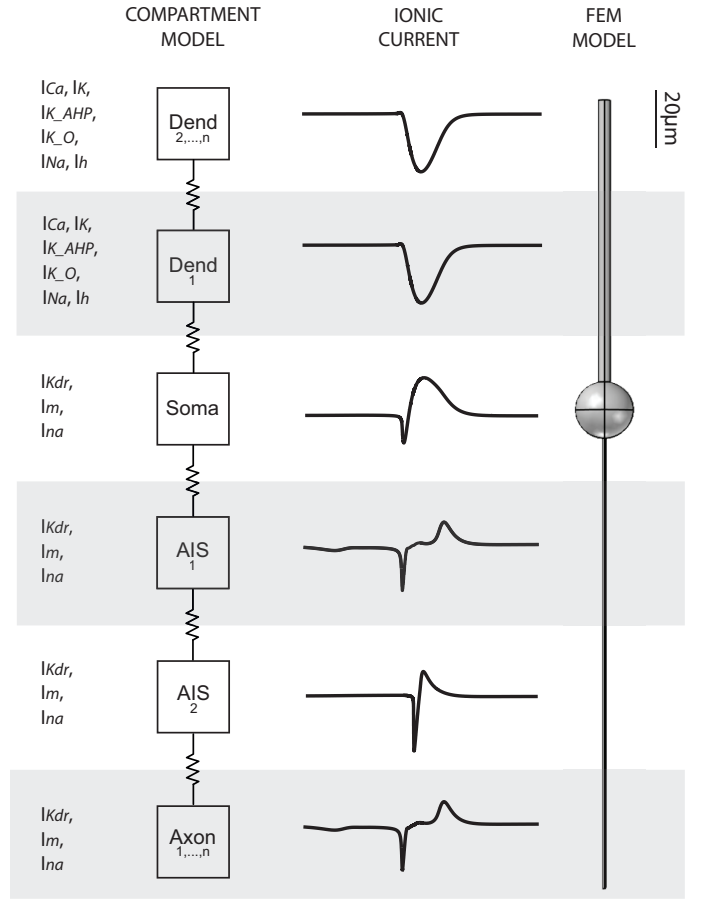 COMPARTMENT
MODEL
IONIC
CURRENT
FEM
MODEL
ICa, IK,
IK_AHP,
IK_O,
INa, Ih
Dend
2,...,n
20µm
ICa, IK,
IK_AHP,
IK_O,
INa, Ih
Dend
1
IKdr,
Im,
Ina
Soma
IKdr,
Im,
Ina
AIS
1
IKdr,
Im,
Ina
AIS
2
IKdr,
Im,
Ina
Axon
1,...,n